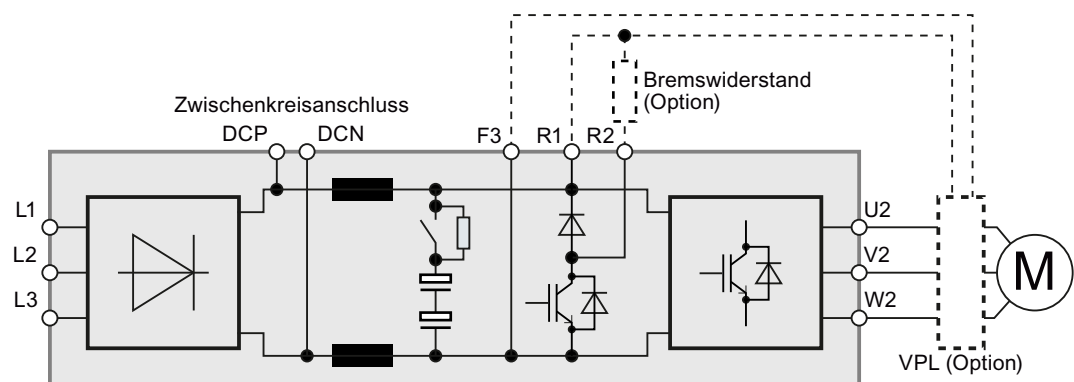 Bremswiderstand
(Option)
Zwischenkreisanschluss
DCP DCN F3 R1 R2
L1
L2
L3
U2
V2
W2
M
VPL (Option)